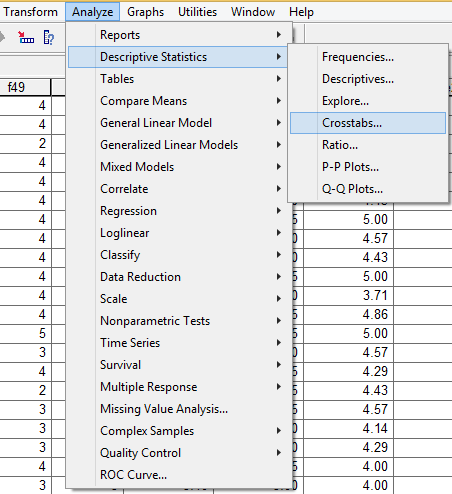 Transform Analyze Graphs Utilities Window Help
Reports
Descriptive Statistics
Tables
Compare Means
General Linear Model
Generalized Linear Models
Mixed Models
Correlate
Regression
Loglinear
Classify
Data Reduction
Scale
Nonparametric Tests
Time Series
Survival
Multiple Response
Missing Value Analysis...
Complex Samples
Quality Control
ROC Curve...
Frequencies...
Descriptives...
Explore...
Crosstabs...
Ratio...
P-P Plots...
Q-Q Plots...
f49
4
4
2
4
4
4
4
4
4
4
4
5
3
4
2
3
3
3
4
3
5.00
4.57
4.43
5.00
3.71
4.86
5.00
4.57
4.29
4.43
4.57
4.14
4.29
4.00
4.00